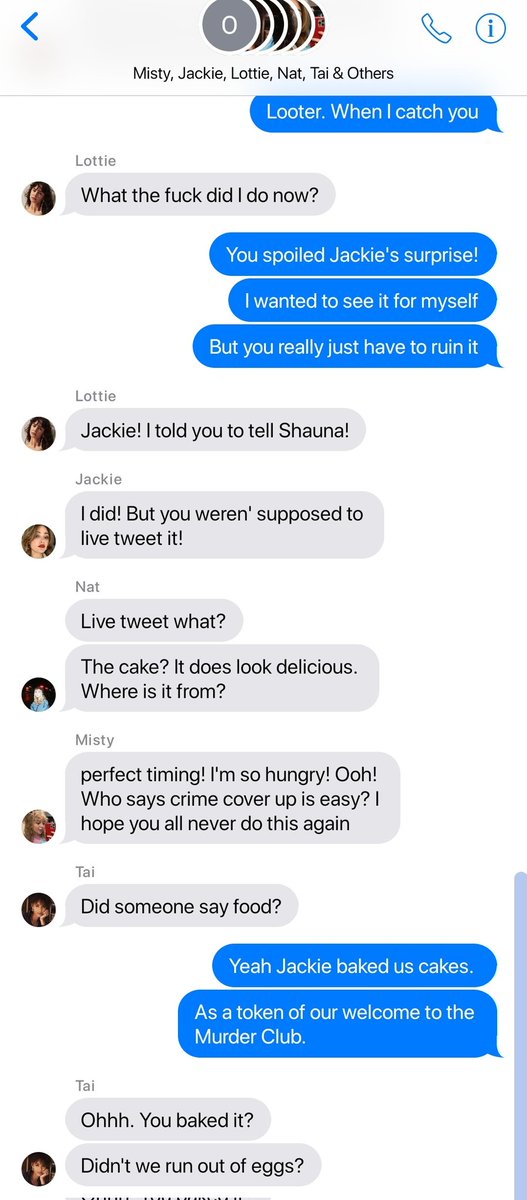 O
Misty, Jackie, Lottie, Nat, Tai & Others
Looter. When I catch you
Lottie
What the fuck did I do now?
You spoiled Jackie's surprise!
I wanted to see it for myself
But you really just have to ruin it
Lottie
Jackie! I told you to tell Shauna!
Jackie
I did! But you weren' supposed to
live tweet it!
Nat
Live tweet what?
The cake? It does look delicious.
Where is it from?
Misty
perfect timing! I'm so hungry! Ooh!
Who says crime cover up is easy? I
hope you all never do this again
Tai
Did someone say food?
Yeah Jackie baked us cakes.
As a token of our welcome to the
Murder Club.
Tai
Ohhh. You baked it?
Didn't we run out of eggs?